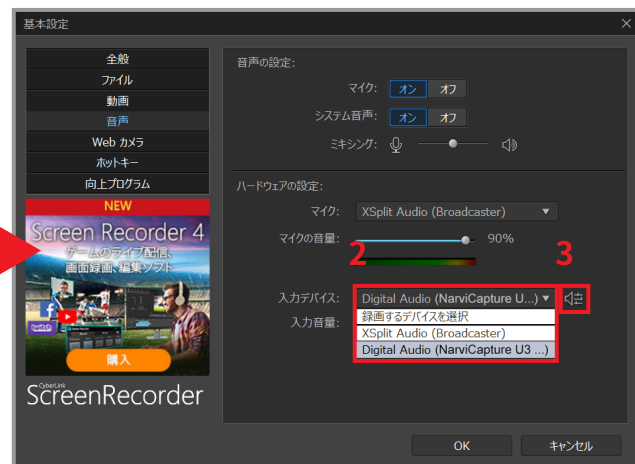 基本設定
全般
ファイル
動画
音声
Web カメラ
ホットキー
向上プログラム
NEW
Screen Recorder 4
ゲームのライブ配信、
画面録画、編集ソフト
twitch
購入
CyberLink
ScreenRecorder
音声の設定:
マイク: オン オフ
システム音声: オン オフ
ミキシング:
ハードウェアの設定:
マイク: XSplit Audio (Broadcaster)
マイクの音量: 90%
2 3
入力デバイス: Digital Audio (NarviCapture U...)
録画するデバイスを選択
入力音量:
XSplit Audio (Broadcaster)
Digital Audio (NarviCapture U3 ...)
OK キャンセル